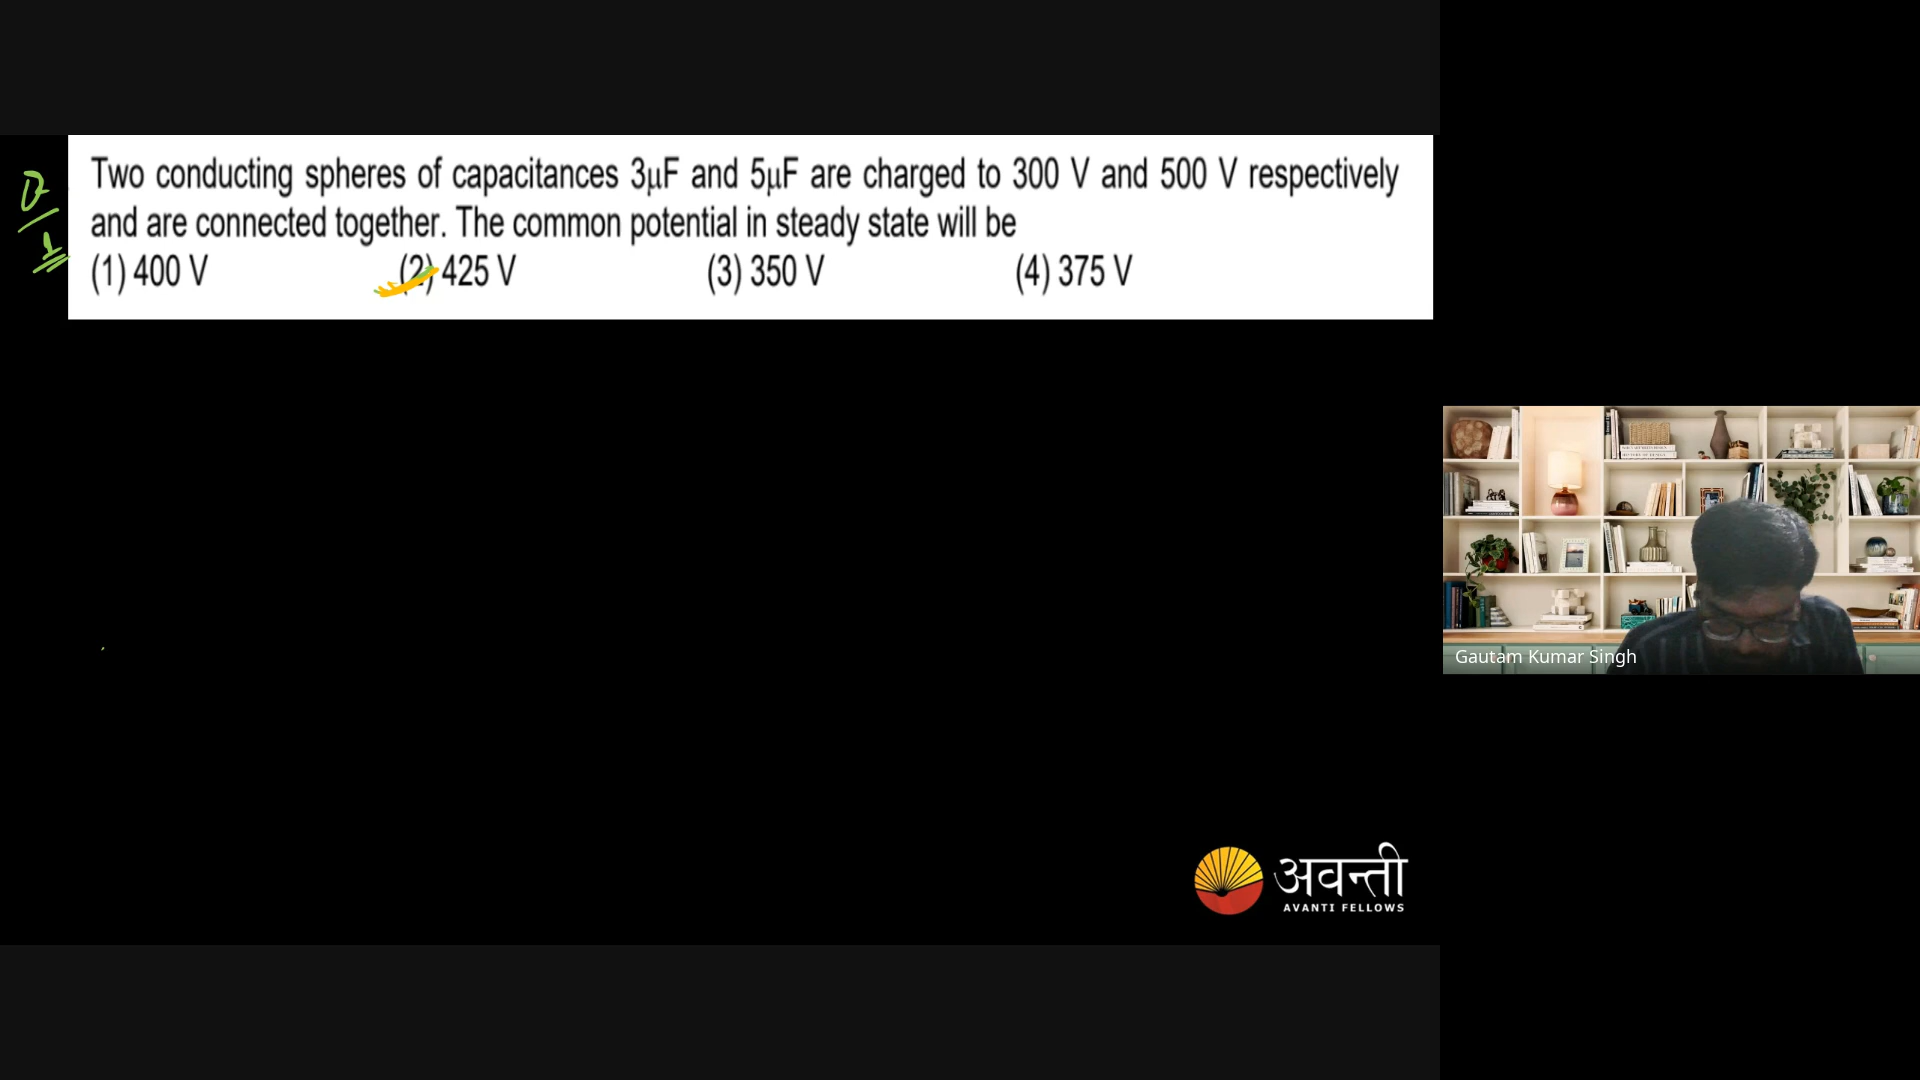 Two conducting spheres of capacitances 3μF and 5μF are charged to 300 V and 500 V respectively
and are connected together. The common potential in steady state will be
(1) 400 V (2) 425 V (3) 350 V (4) 375 V
Gautam Kumar Singh
अवन्ती
AVANTI FELLOWS